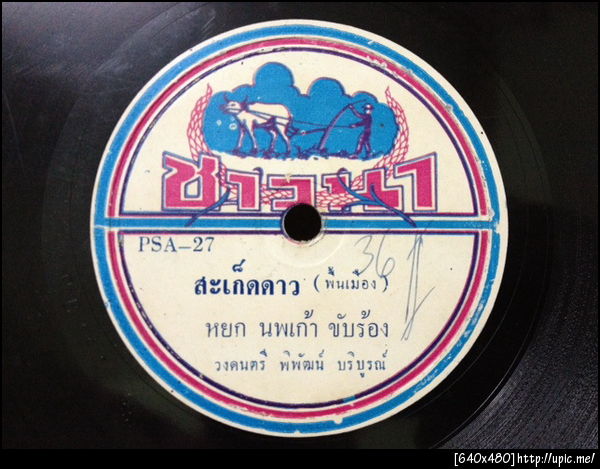 ชาวนา
PSA-27
36
สะเก็ดดาว (พื้นเมือง)
หยก นพเก้า ขับร้อง
วงดนตรี พิพัฒน์ บริบูรณ์
[640x480]http://upic.me/